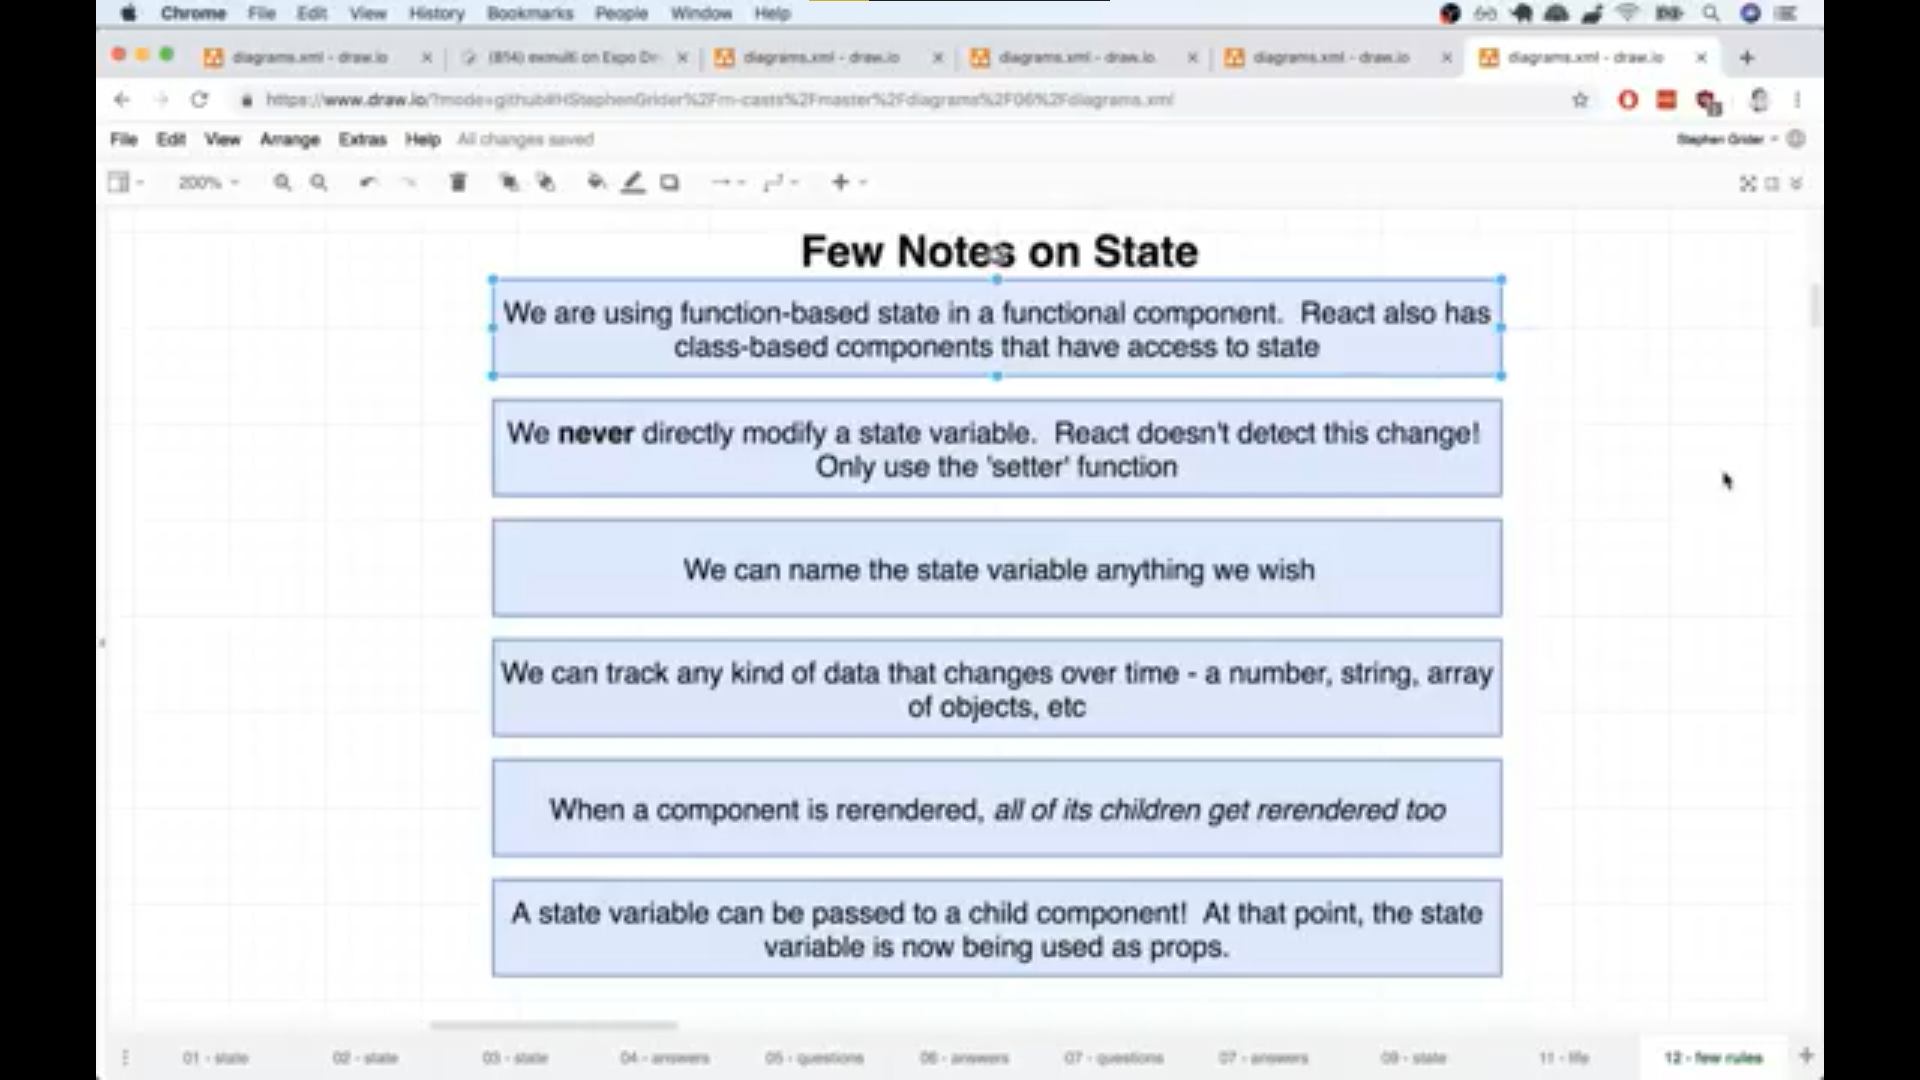 Chrome File Edit View History Bookmarks People Window Help
diagrams.xml - draw.io
diagrams.xml - draw.io
diagrams.xml - draw.io
diagrams.xml - draw.io
diagrams.xml - draw.io
https://www.draw.io/?mode=github#HStephenGrider%2Frn-casts%2Fmaster%2Fdiagrams%2F06%2Fdiagrams.xml
File Edit View Arrange Extras Help All changes saved
Stephen Grider
200%
Few Notes on State
We are using function-based state in a functional component. React also has
class-based components that have access to state
We never directly modify a state variable. React doesn't detect this change!
Only use the 'setter' function
We can name the state variable anything we wish
We can track any kind of data that changes over time - a number, string, array
of objects, etc
When a component is rerendered, all of its children get rerendered too
A state variable can be passed to a child component! At that point, the state
variable is now being used as props.
01 - state 02 - state 03 - state 04 - answers 05 - questions 06 - answers 07 - questions 07 - answers 09 - state 11 - life 12 - few rules